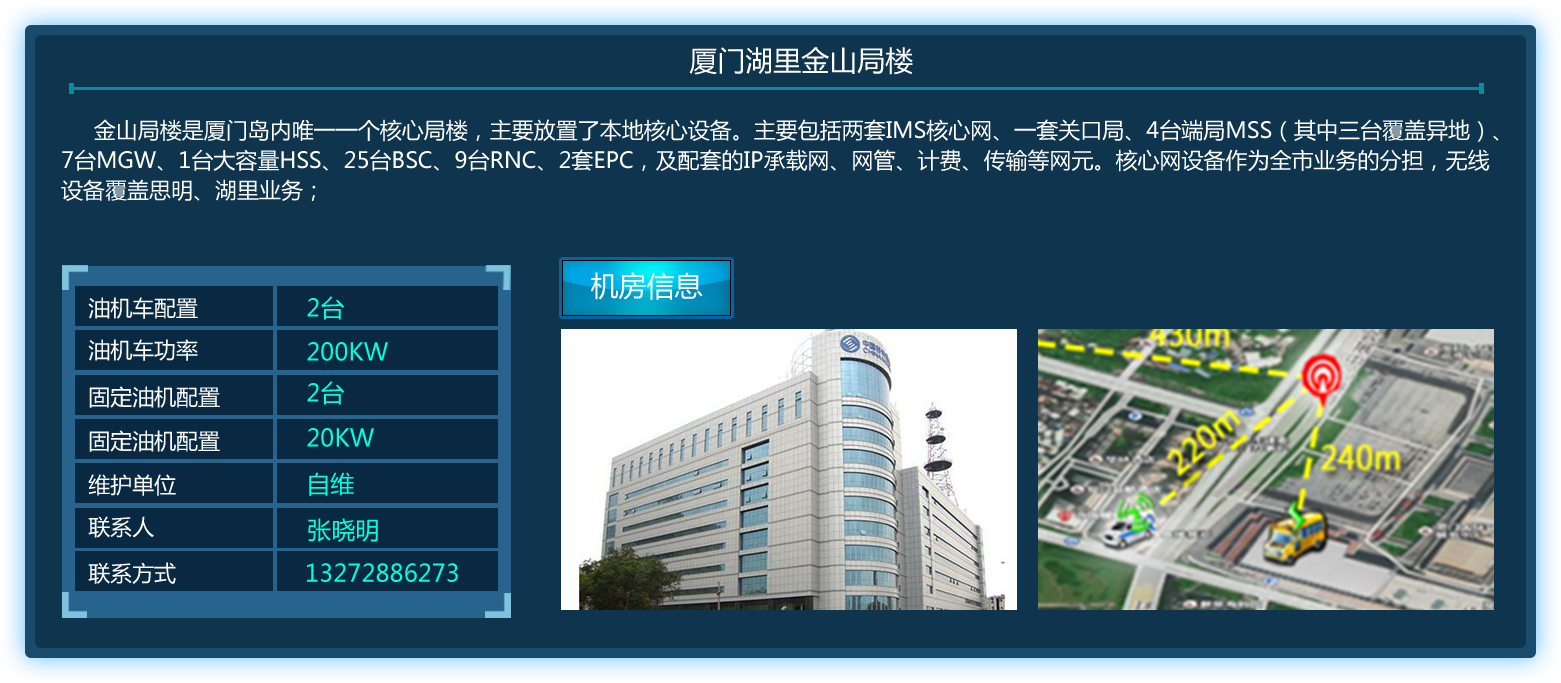 厦门湖里金山局楼
金山局楼是厦门岛内唯一一个核心局楼，主要放置了本地核心设备。主要包括两套IMS核心网、一套关口局、4台端局MSS（其中三台覆盖异地）、
7台MGW、1台大容量HSS、25台BSC、9台RNC、2套EPC，及配套的IP承载网、网管、计费、传输等网元。核心网设备作为全市业务的分担，无线
设备覆盖思明、湖里业务；
机房信息
油机车配置 2台
油机车功率 200KW
固定油机配置 2台
固定油机配置 20KW
维护单位 自维
联系人 张晓明
联系方式 13272886273
中国移动
CHINA
430m
220m
240m